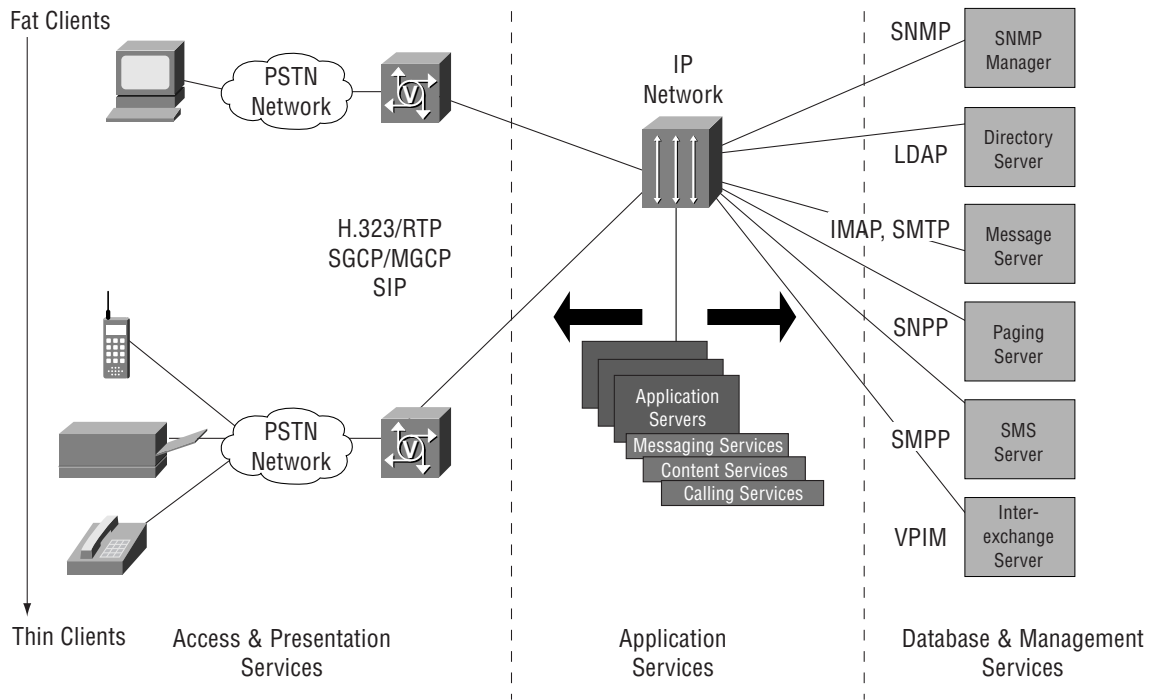 Fat Clients
PSTN
Network
V
IP
Network
SNMP
SNMP
Manager
LDAP
Directory
Server
H.323/RTP
SGCP/MGCP
SIP
IMAP, SMTP
Message
Server
SNPP
Paging
Server
Application
Servers
Messaging Services
Content Services
Calling Services
PSTN
Network
V
SMPP
SMS
Server
VPIM
Inter-
exchange
Server
Thin Clients
Access & Presentation
Services
Application
Services
Database & Management
Services